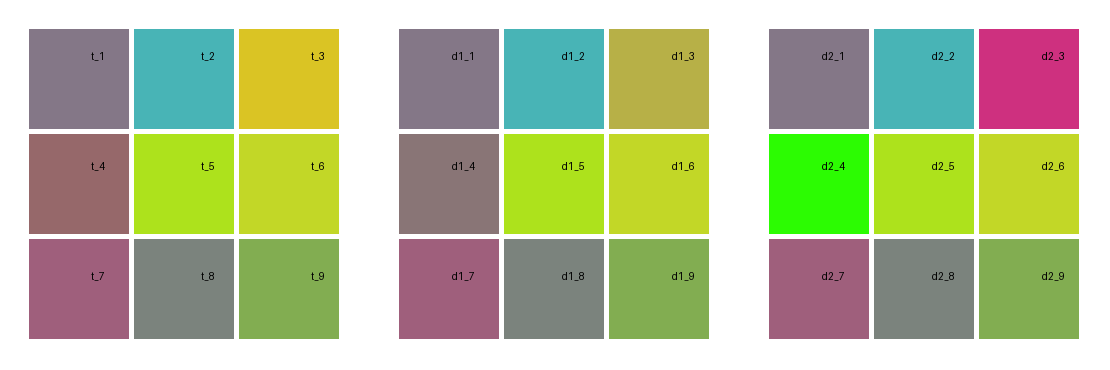 t_1 t_2 t_3 d1_1 d1_2 d1_3 d2_1 d2_2 d2_3
t_4 t_5 t_6 d1_4 d1_5 d1_6 d2_4 d2_5 d2_6
t_7 t_8 t_9 d1_7 d1_8 d1_9 d2_7 d2_8 d2_9